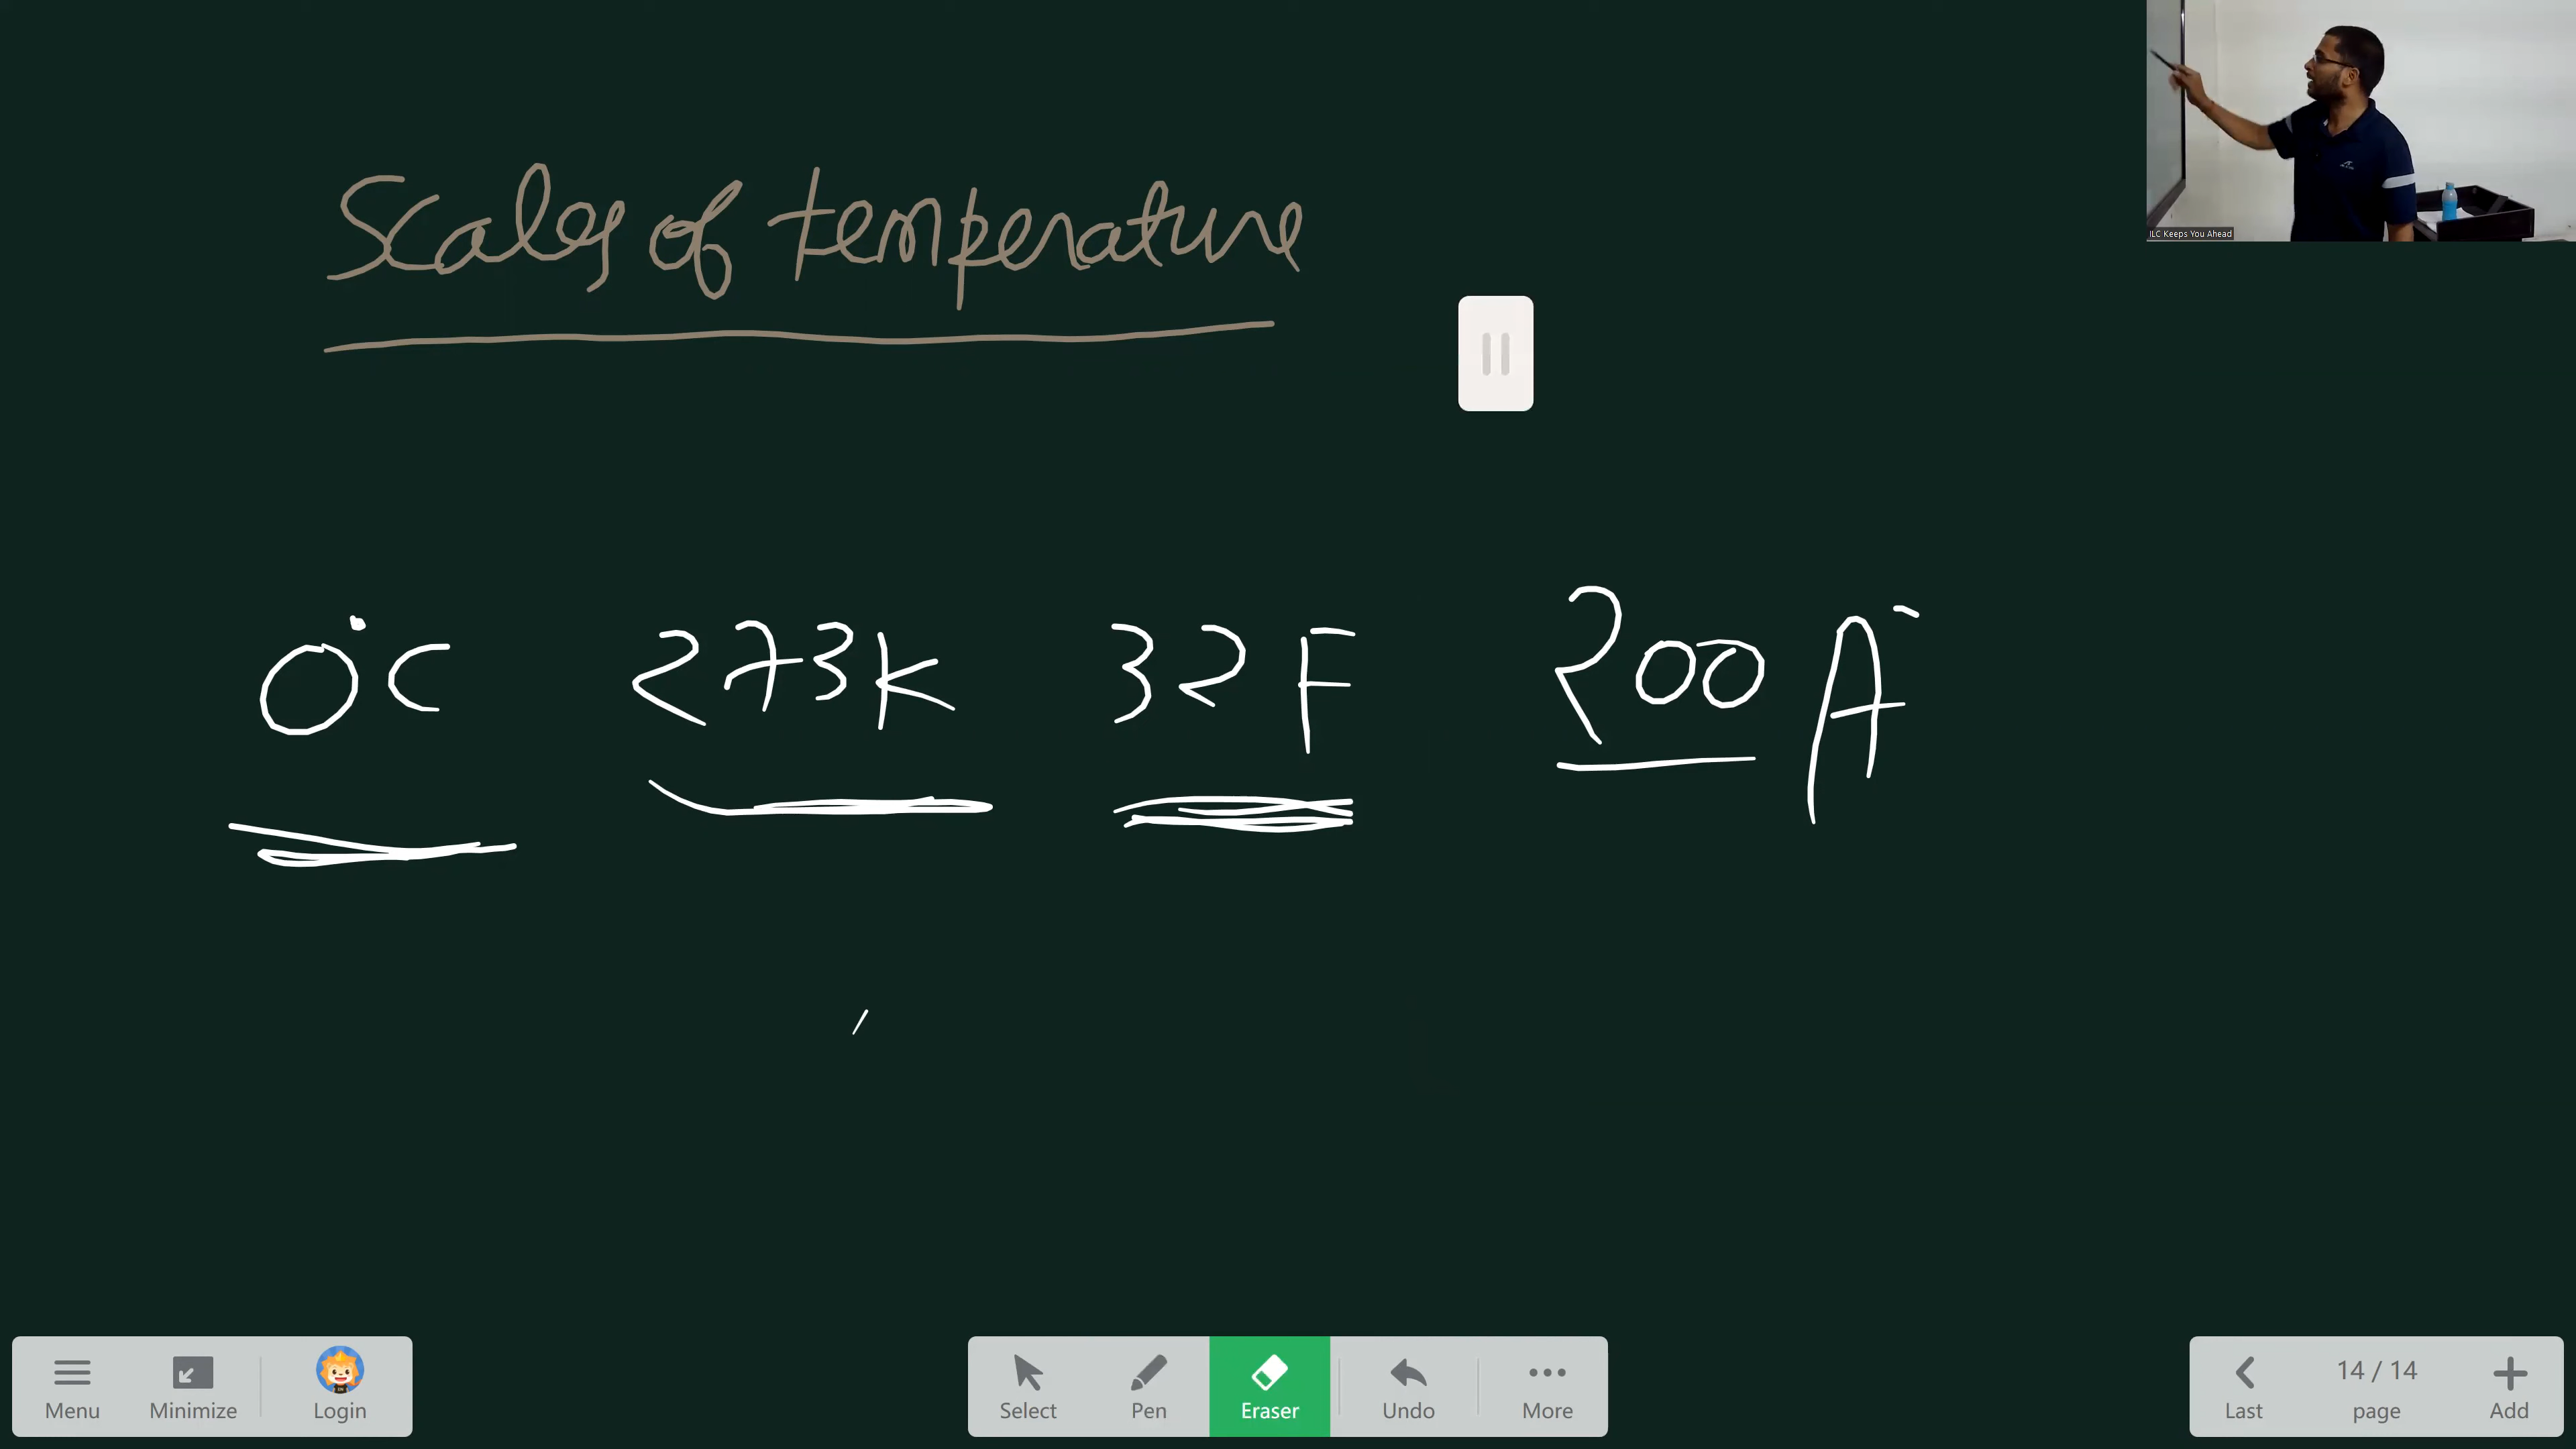 ILC Keeps You Ahead
Scales of temperature
0°C 273K 32F 200A
Menu Minimize Login Select Pen Eraser Undo More Last 14 / 14 page Add